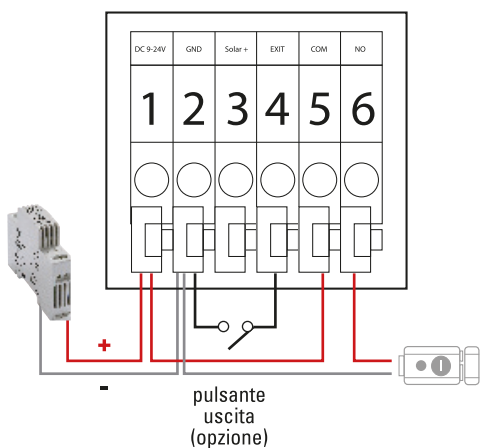 DC 9-24V GND Solar + EXIT COM NO
1 2 3 4 5 6
+
-
pulsante
uscita
(opzione)